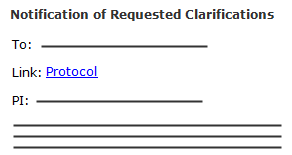 Notification of Requested Clarifications
To:
Link: Protocol
PI: